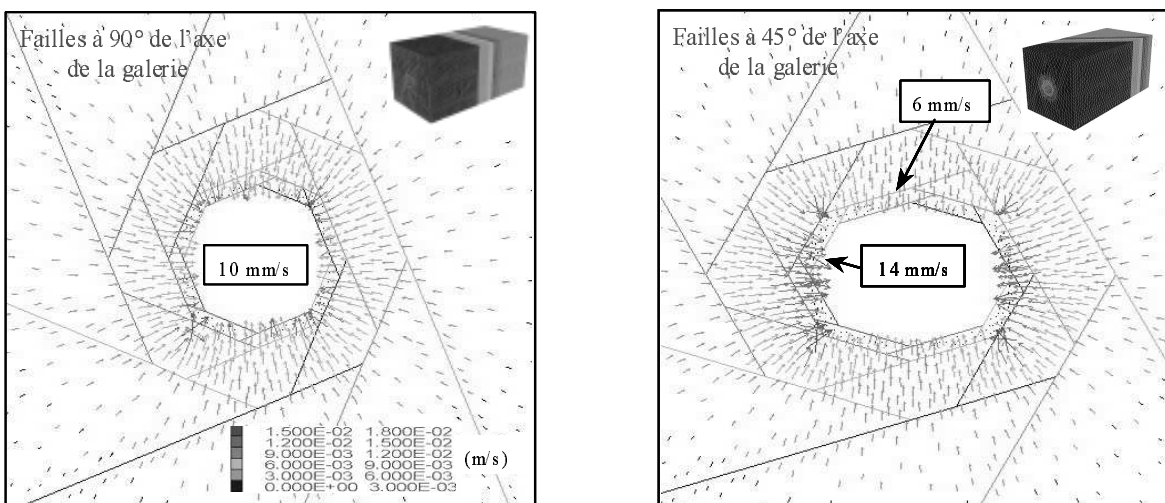 Failles à 90° de l'axe
de la galerie
10 mm/s
1.500E-02 1.800E-02
1.200E-02 1.500E-02
9.000E-03 1.200E-02
6.000E-03 9.000E-03
3.000E-03 6.000E-03
0.000E+00 3.000E-03
(m/s)
Failles à 45° de l'axe
de la galerie
6 mm/s
14 mm/s